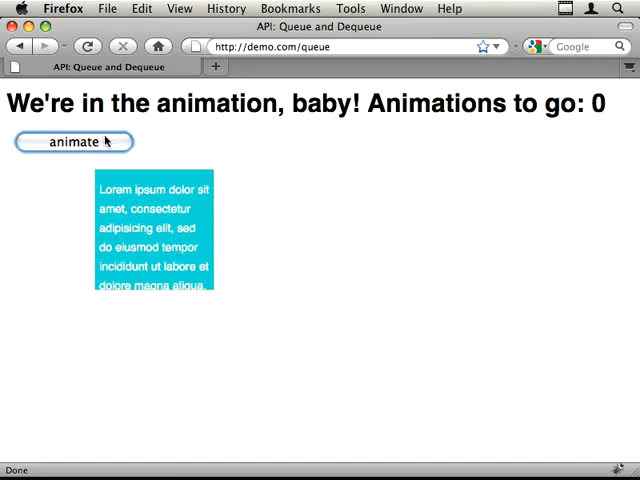 Firefox File Edit View History Bookmarks Tools Window Help
API: Queue and Dequeue
http://demo.com/queue
Google
API: Queue and Dequeue
We're in the animation, baby! Animations to go: 0
animate
Lorem ipsum dolor sit
amet, consectetur
adipisicing elit, sed
do eiusmod tempor
incididunt ut labore et
dolore magna aliqua.
Done